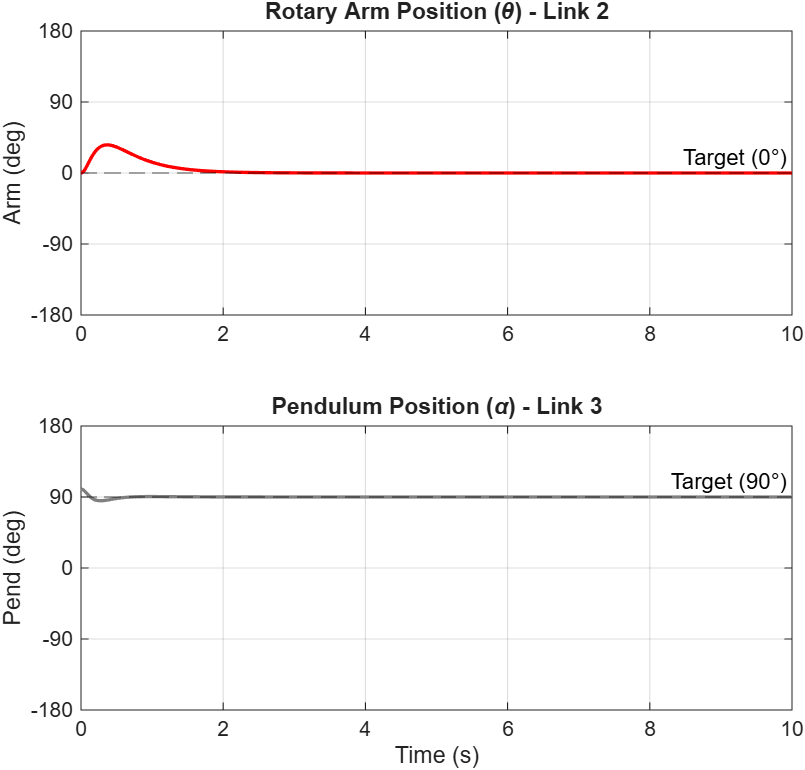 Rotary Arm Position (θ) - Link 2
180
90
0
-90
-180
Arm (deg)
Target (0°)
0 2 4 6 8 10
Pendulum Position (α) - Link 3
180
90
0
-90
-180
Pend (deg)
Target (90°)
0 2 4 6 8 10
Time (s)